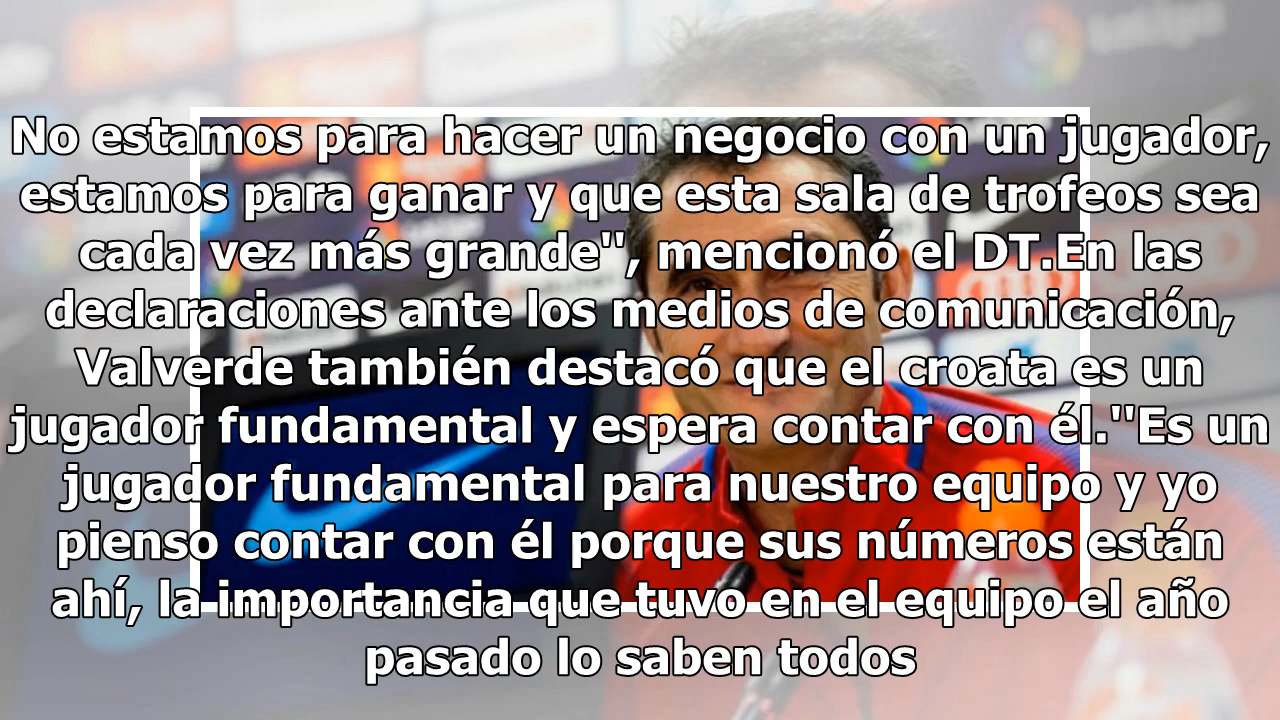 No estamos para hacer un negocio con un jugador,
estamos para ganar y que esta sala de trofeos sea
cada vez más grande'', mencionó el DT.En las
declaraciones ante los medios de comunicación,
Valverde también destacó que el croata es un
jugador fundamental y espera contar con él.''Es un
jugador fundamental para nuestro equipo y yo
pienso contar con él porque sus números están
ahí, la importancia que tuvo en el equipo el año
pasado lo saben todos